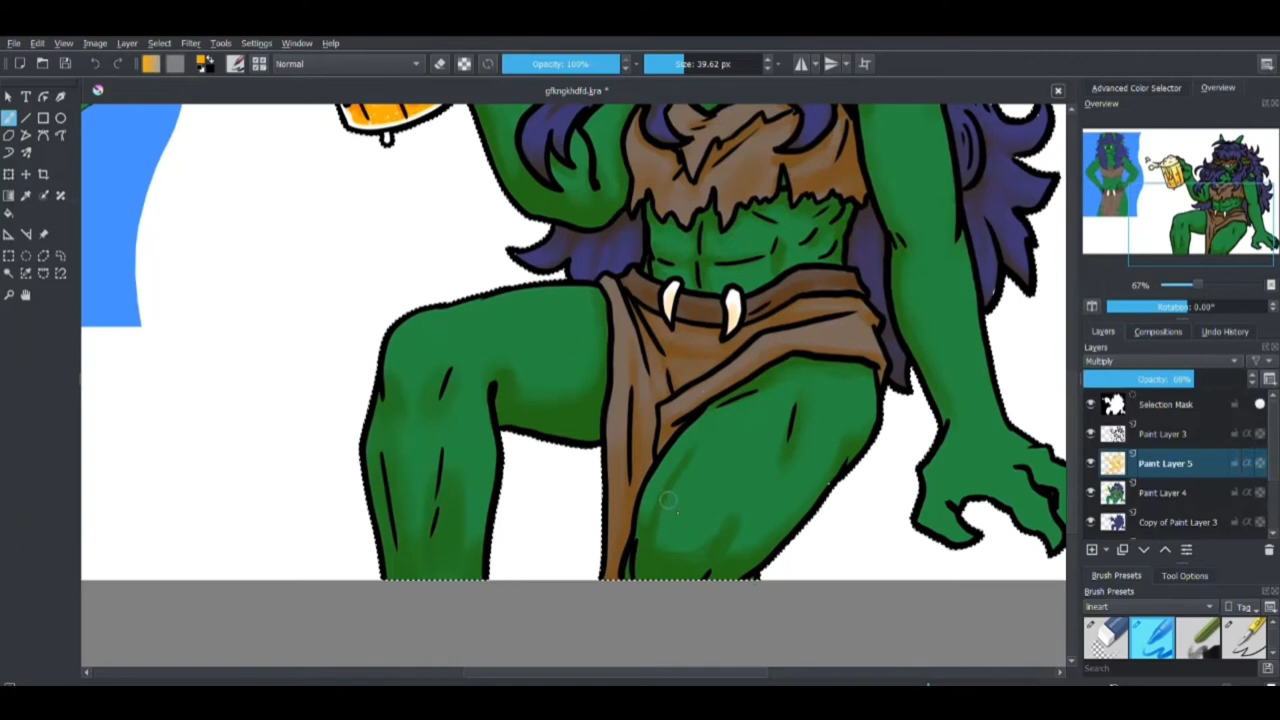 File Edit View Image Layer Select Filter Tools Settings Window Help
Normal Opacity: 100% Size: 39.62 px
gfkngkhdfd.kra *
Advanced Color Selector Overview
Overview
67%
Rotation: 0.00°
Layers Compositions Undo History
Layers
Multiply
Opacity: 68%
Selection Mask
Paint Layer 3
Paint Layer 5
Paint Layer 4
Copy of Paint Layer 3
Brush Presets Tool Options
Brush Presets
lineart Tag
Search